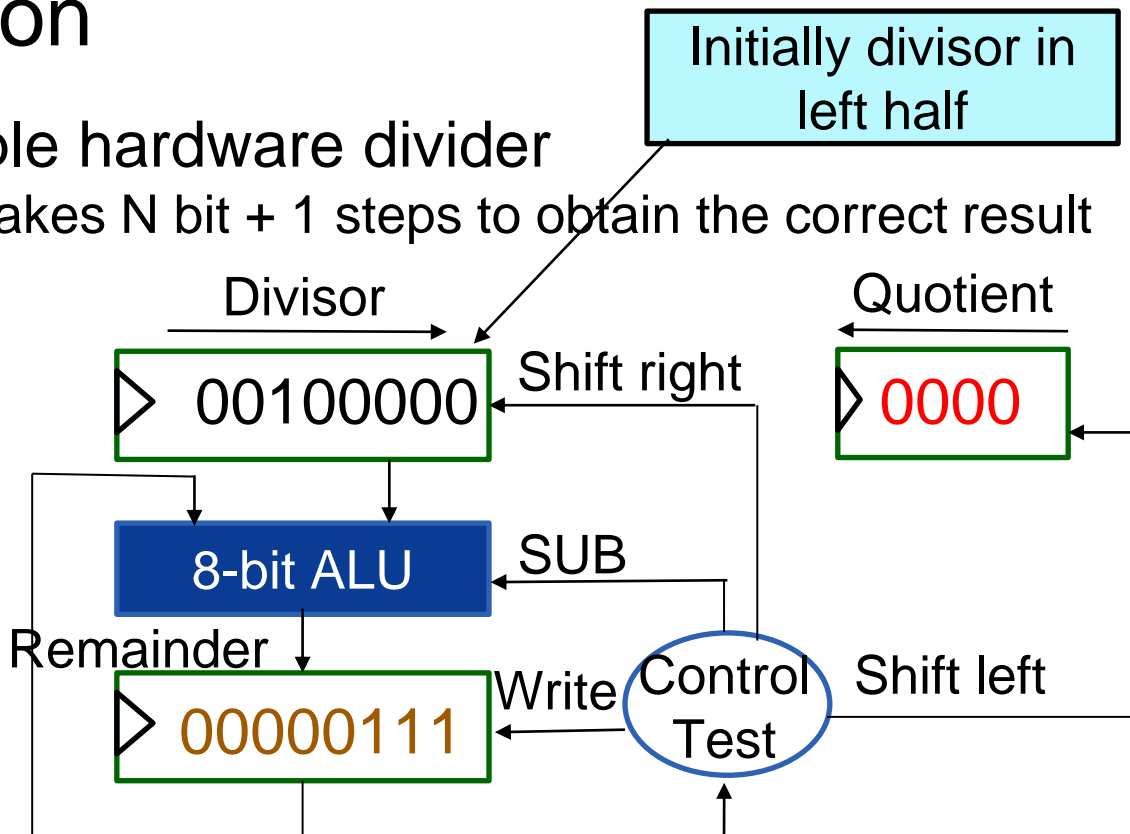 on
Initially divisor in
left half
ole hardware divider
akes N bit + 1 steps to obtain the correct result
Divisor
Quotient
00100000
Shift right
0000
8-bit ALU
SUB
Remainder
00000111
Write
Control
Test
Shift left